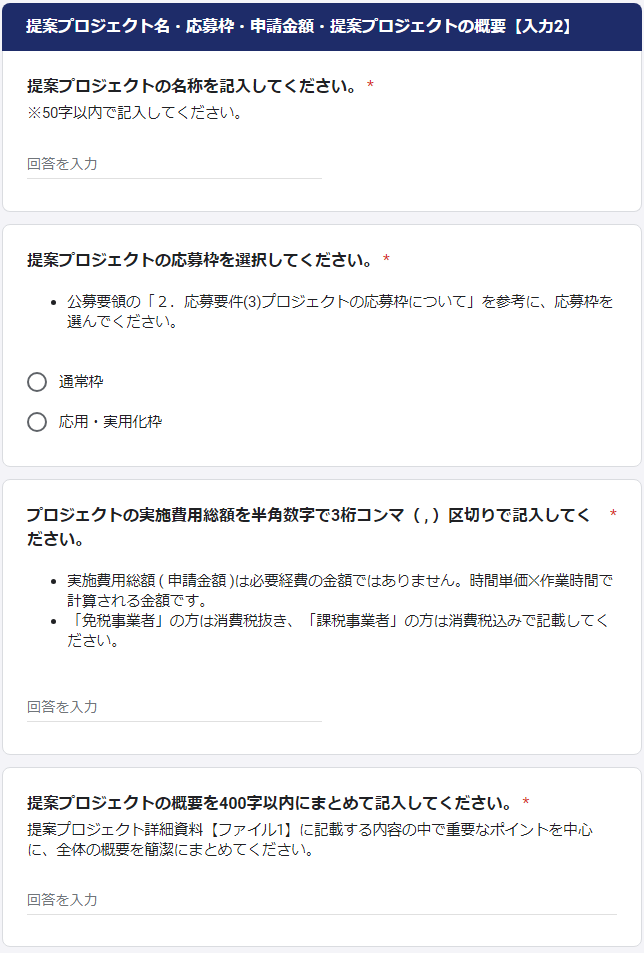 提案プロジェクト名・応募枠・申請金額・提案プロジェクトの概要【入力2】
提案プロジェクトの名称を記入してください。 *
※50字以内で記入してください。
回答を入力
提案プロジェクトの応募枠を選択してください。 *
• 公募要領の「２．応募要件(3)プロジェクトの応募枠について」を参考に、応募枠を
選んでください。
通常枠
応用・実用化枠
プロジェクトの実施費用総額を半角数字で3桁コンマ（ , ）区切りで記入してく *
ださい。
• 実施費用総額 ( 申請金額 )は必要経費の金額ではありません。時間単価×作業時間で
計算される金額です。
• 「免税事業者」の方は消費税抜き、「課税事業者」の方は消費税込みで記載してく
ださい。
回答を入力
提案プロジェクトの概要を400字以内にまとめて記入してください。 *
提案プロジェクト詳細資料【ファイル1】に記載する内容の中で重要なポイントを中心
に、全体の概要を簡潔にまとめてください。
回答を入力